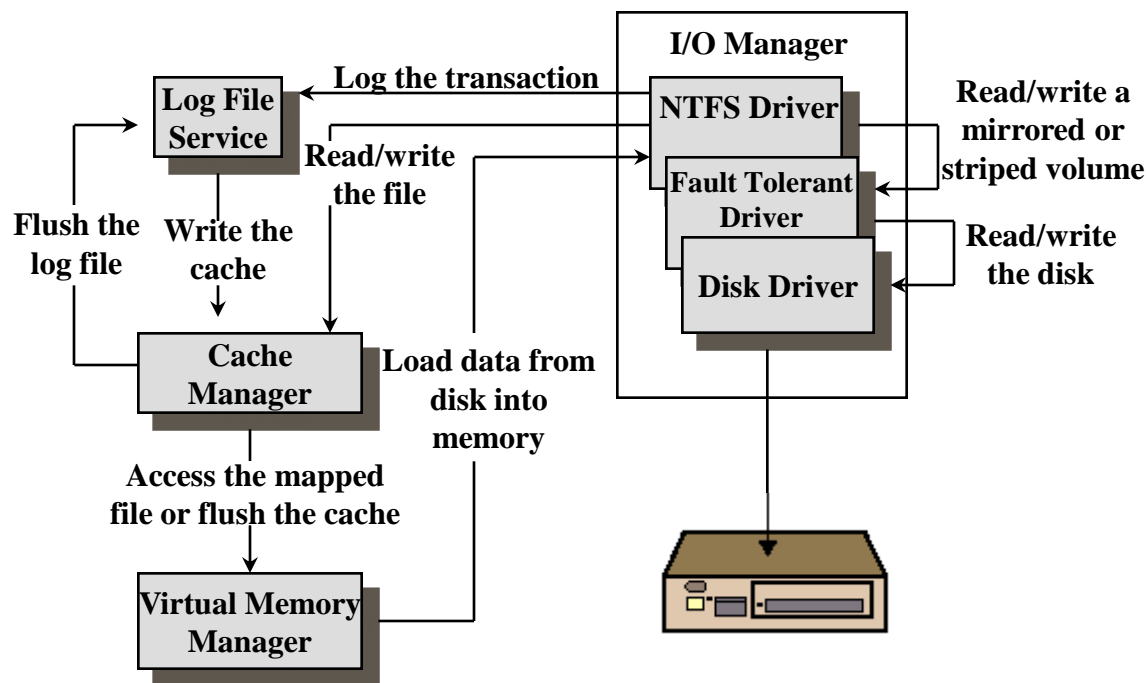 I/O Manager
Log the transaction
Log File
Service
NTFS Driver
Read/write a
mirrored or
striped volume
Read/write
the file
Fault Tolerant
Driver
Flush the
log file
Write the
cache
Read/write
the disk
Disk Driver
Cache
Manager
Load data from
disk into
memory
Access the mapped
file or flush the cache
Virtual Memory
Manager